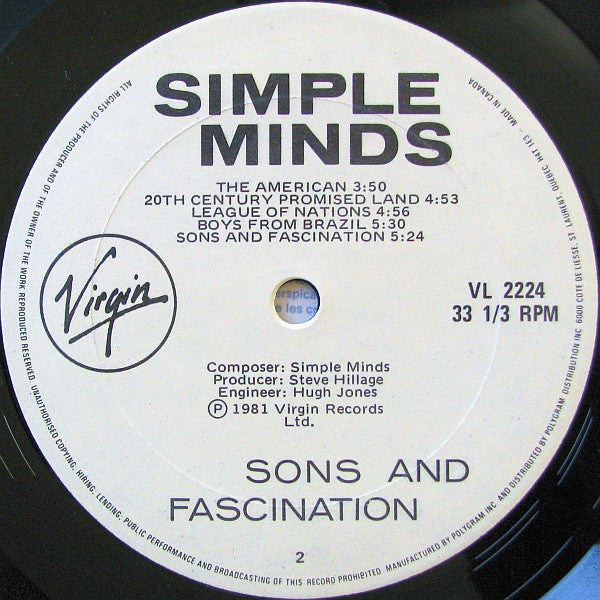 SIMPLE
MINDS
THE AMERICAN 3:50
20TH CENTURY PROMISED LAND 4:53
LEAGUE OF NATIONS 4:56
BOYS FROM BRAZIL 5:30
SONS AND FASCINATION 5:24
Virgin
VL 2224
33 1/3 RPM
Composer: Simple Minds
Producer: Steve Hillage
Engineer: Hugh Jones
Ⓟ 1981 Virgin Records
Ltd.
SONS AND
FASCINATION
2
ALL RIGHTS OF THE PRODUCER AND OF THE OWNER OF THE WORK REPRODUCED RESERVED. UNAUTHORISED COPYING, HIRING, LENDING, PUBLIC PERFORMANCE AND BROADCASTING OF THIS RECORD PROHIBITED. MANUFACTURED BY POLYGRAM INC. AND DISTRIBUTED BY POLYGRAM DISTRIBUTION INC 6000 COTE DE LIESSE, ST. LAURENT, QUEBEC H4T 1E3 - MADE IN CANADA